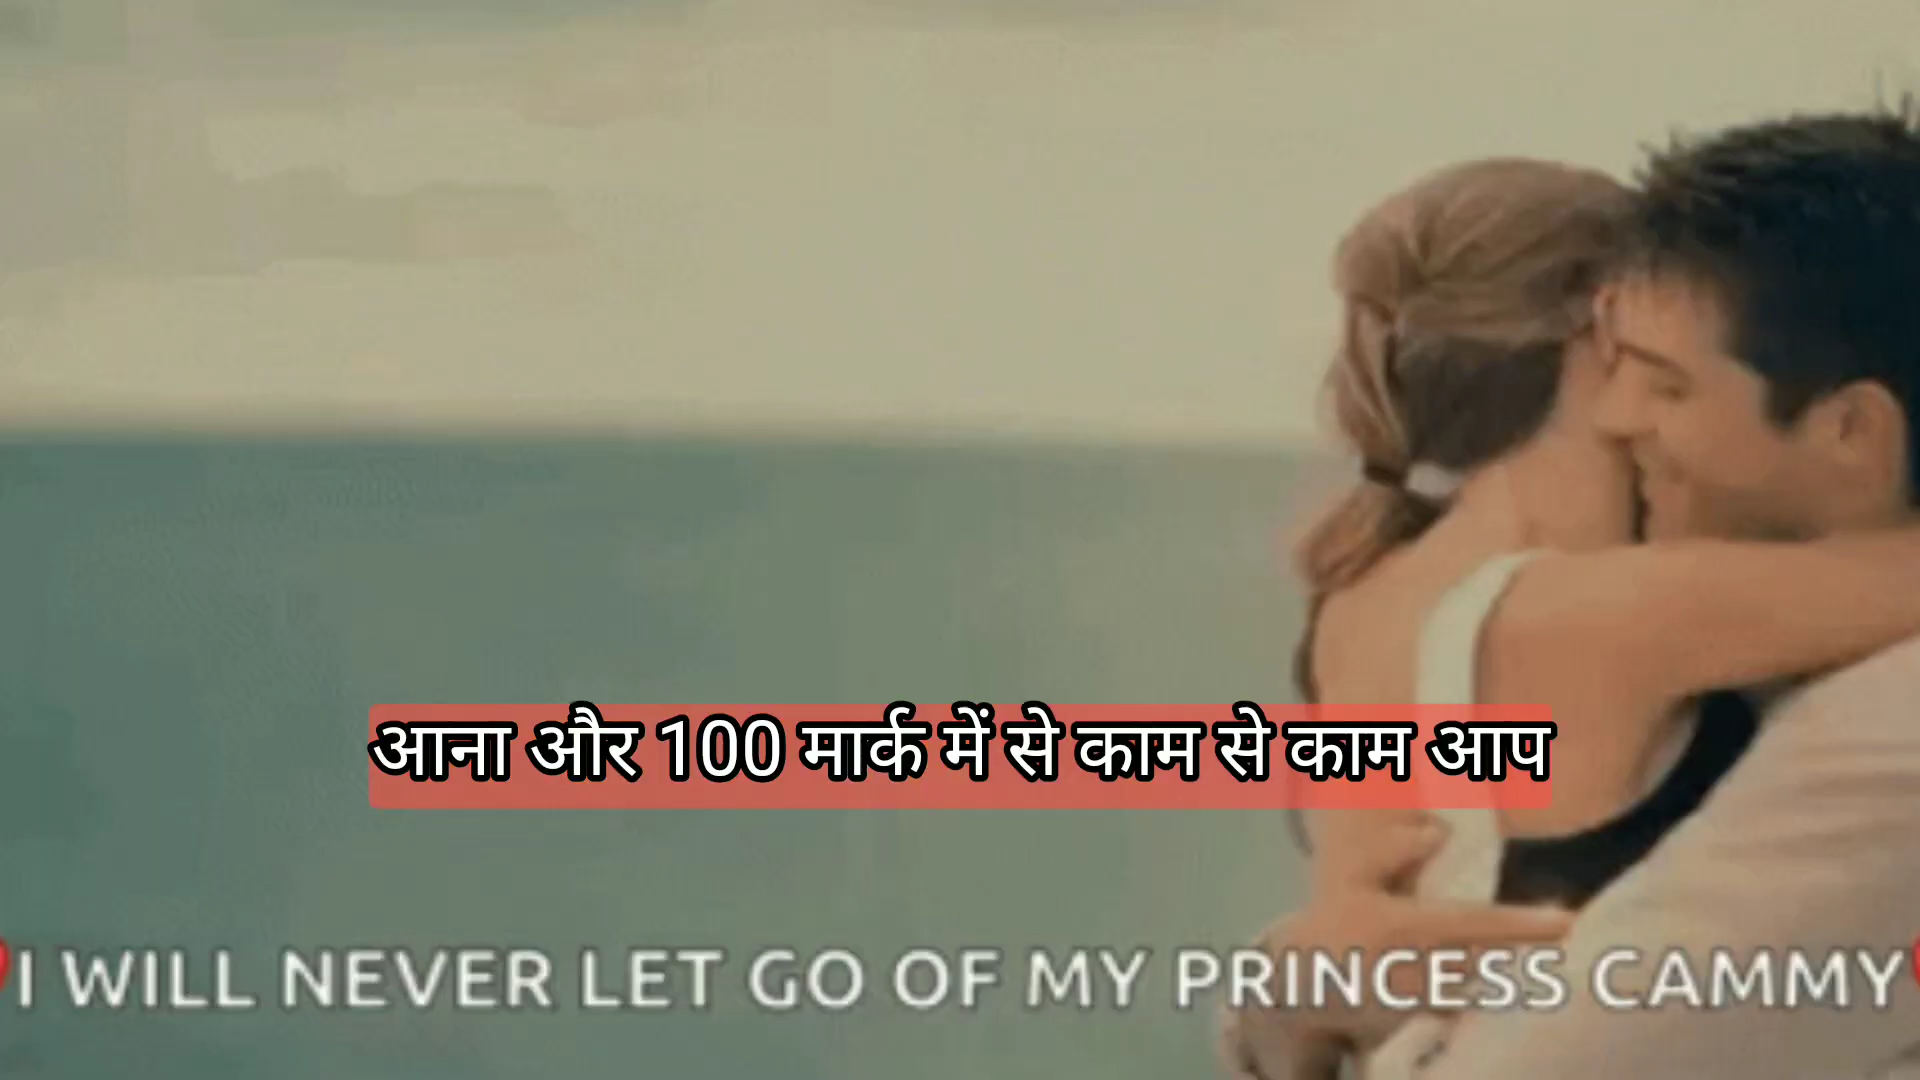 आना और 100 मार्क में से काम से काम आप
I WILL NEVER LET GO OF MY PRINCESS CAMMY